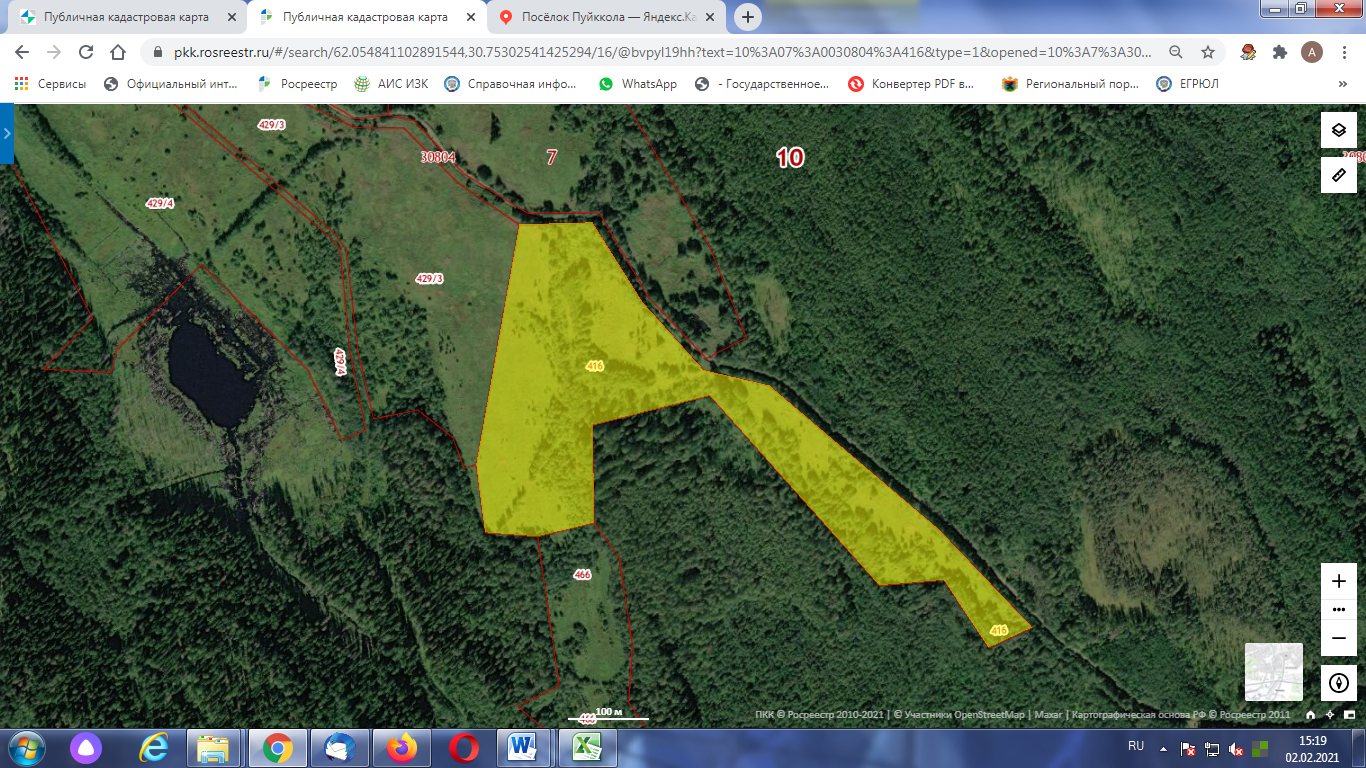 Публичная кадастровая карта
Публичная кадастровая карта
Посёлок Пуйккола — Яндекс.Ка
pkk.rosreestr.ru/#/search/62.054841102891544,30.75302541425294/16/@bvpyl19hh?text=10%3A07%3A0030804%3A416&type=1&opened=10%3A7%3A30...
A
Сервисы
Официальный инт...
Росреестр
АИС ИЗК
Справочная инфо...
WhatsApp
- Государственное...
Конвертер PDF в...
Региональный пор...
ЕГРЮЛ
»
429/3
30804
7
10
429/4
429/3
429/4
416
466
416
100 м
ПКК © Росреестр 2010-2021 | © Участники OpenStreetMap | Maxar | Картографическая основа РФ © Росреестр 2011
RU
15:19
02.02.2021